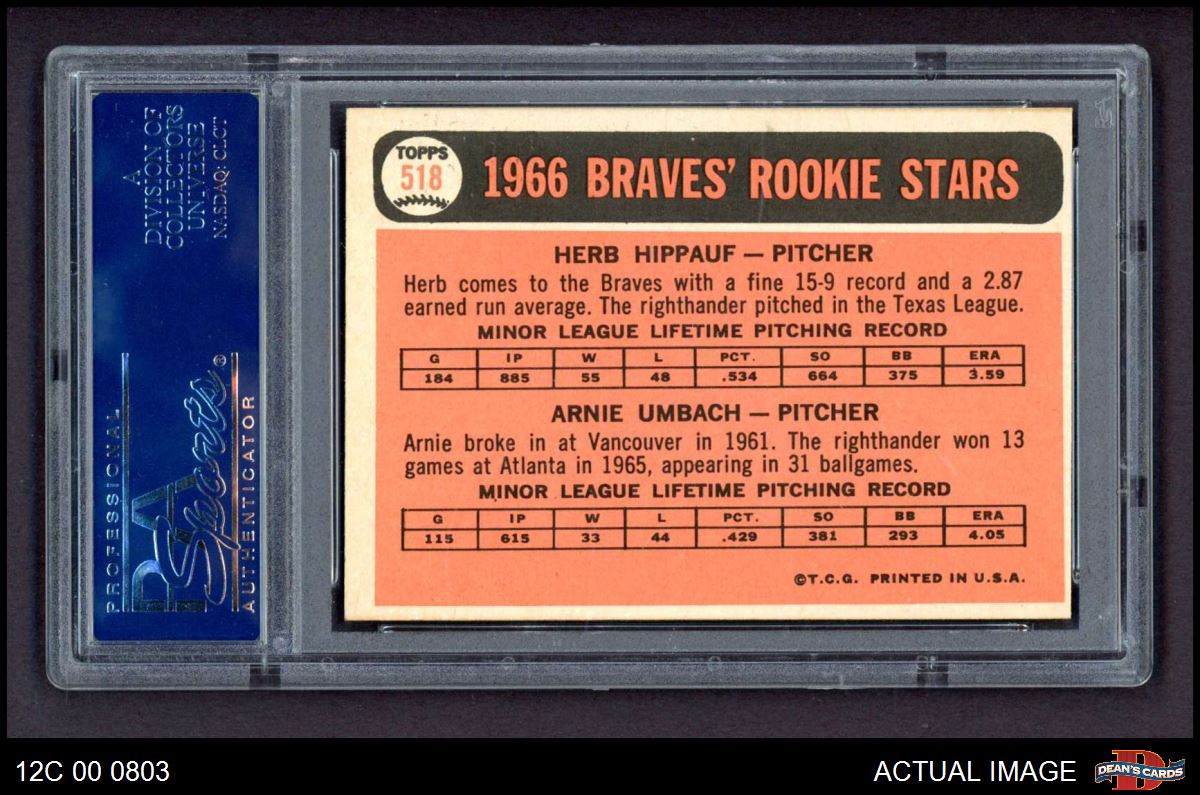 A
DIVISION OF
COLLECTORS
UNIVERSE
NASDAQ: CLCT
PROFESSIONAL
PSA
Sports®
AUTHENTICATOR
TOPPS
518
1966 BRAVES' ROOKIE STARS
HERB HIPPAUF — PITCHER
Herb comes to the Braves with a fine 15-9 record and a 2.87
earned run average. The righthander pitched in the Texas League.
MINOR LEAGUE LIFETIME PITCHING RECORD
G IP W L PCT. SO BB ERA
184 885 55 48 .534 664 375 3.59
ARNIE UMBACH — PITCHER
Arnie broke in at Vancouver in 1961. The righthander won 13
games at Atlanta in 1965, appearing in 31 ballgames.
MINOR LEAGUE LIFETIME PITCHING RECORD
G IP W L PCT. SO BB ERA
115 615 33 44 .429 381 293 4.05
©T.C.G. PRINTED IN U.S.A.
12C 00 0803
ACTUAL IMAGE
DEAN'S CARDS